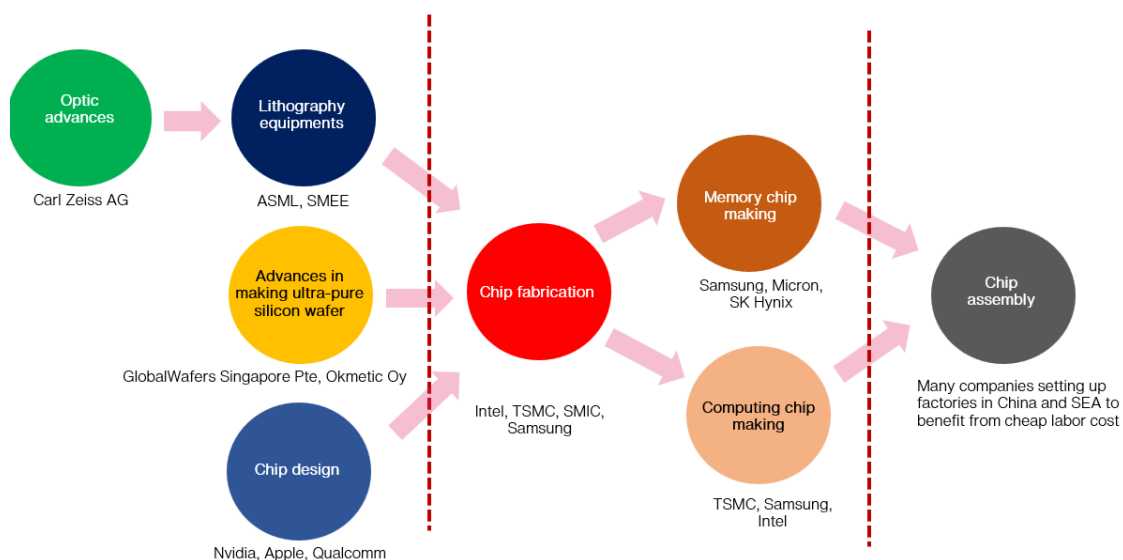 Optic
advances
Carl Zeiss AG
Lithography
equipments
ASML, SMEE
Advances in
making ultra-pure
silicon wafer
GlobalWafers Singapore Pte, Okmetic Oy
Chip design
Nvidia, Apple, Qualcomm
Chip fabrication
Intel, TSMC, SMIC,
Samsung
Memory chip
making
Samsung, Micron,
SK Hynix
Computing chip
making
TSMC, Samsung,
Intel
Chip
assembly
Many companies setting up
factories in China and SEA to
benefit from cheap labor cost